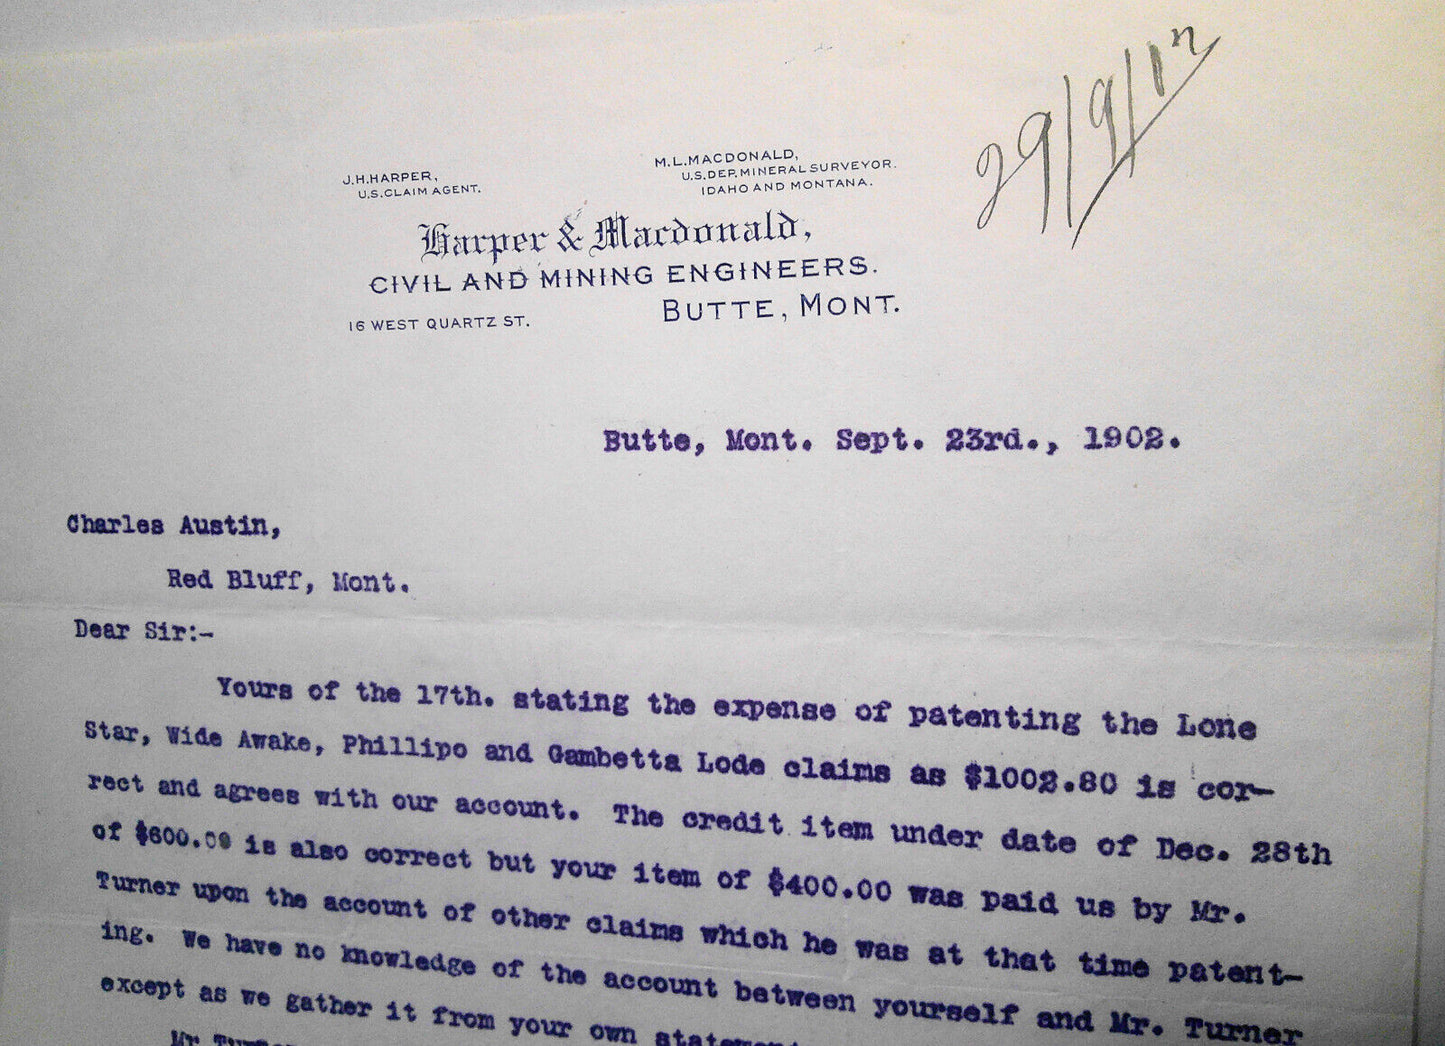 29/9/02
J.H.HARPER,
U.S.CLAIM AGENT.
M.L.MACDONALD,
U.S.DEP.MINERAL SURVEYOR.
IDAHO AND MONTANA.
Harper & Macdonald,
CIVIL AND MINING ENGINEERS.
16 WEST QUARTZ ST.
BUTTE, MONT.
Butte, Mont. Sept. 23rd., 1902.
Charles Austin,
Red Bluff, Mont.
Dear Sir:-
Yours of the 17th. stating the expense of patenting the Lone
Star, Wide Awake, Phillipo and Gambetta Lode claims as $1002.80 is cor-
rect and agrees with our account. The credit item under date of Dec. 28th
of $600.00 is also correct but your item of $400.00 was paid us by Mr.
Turner upon the account of other claims which he was at that time patent-
ing. We have no knowledge of the account between yourself and Mr. Turner
except as we gather it from your own
Mr